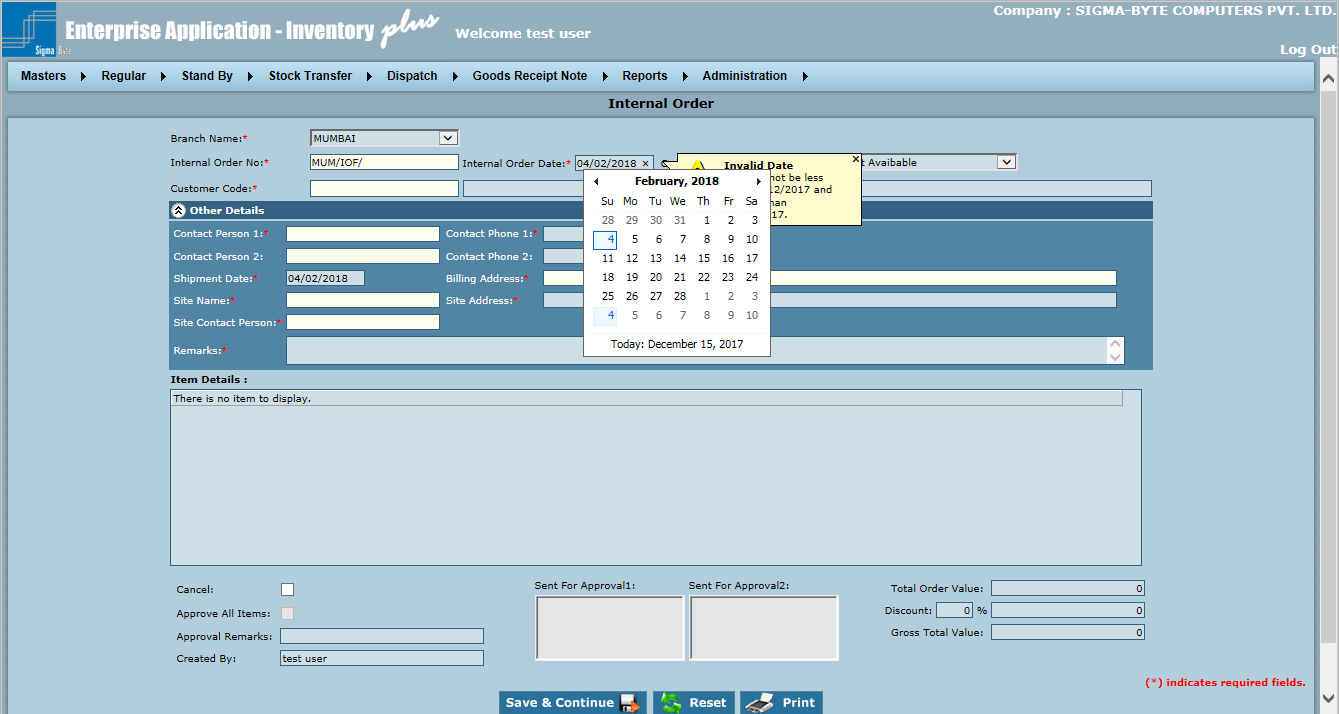 Company : SIGMA-BYTE COMPUTERS PVT. LTD.
Enterprise Application - Inventory plus
Welcome test user
Sigma Byte
Log Out
Masters Regular Stand By Stock Transfer Dispatch Goods Receipt Note Reports Administration
Internal Order
Branch Name:* MUMBAI
Internal Order No:* MUM/IOF/ Internal Order Date:* 04/02/2018 × Available
Invalid Date
not be less
12/2017 and
17.
Customer Code:*
February, 2018
Su Mo Tu We Th Fr Sa
28 29 30 31 1 2 3
4 5 6 7 8 9 10
11 12 13 14 15 16 17
18 19 20 21 22 23 24
25 26 27 28 1 2 3
4 5 6 7 8 9 10
Today: December 15, 2017
Other Details
Contact Person 1:* Contact Phone 1:*
Contact Person 2: Contact Phone 2:
Shipment Date:* 04/02/2018 Billing Address:*
Site Name:* Site Address:*
Site Contact Person:*
Remarks:*
Item Details :
There is no item to display.
Cancel: Sent For Approval1: Sent For Approval2: Total Order Value: 0
Approve All Items: Discount: 0 % 0
Approval Remarks: Gross Total Value: 0
Created By: test user
(*) indicates required fields.
Save & Continue Reset Print